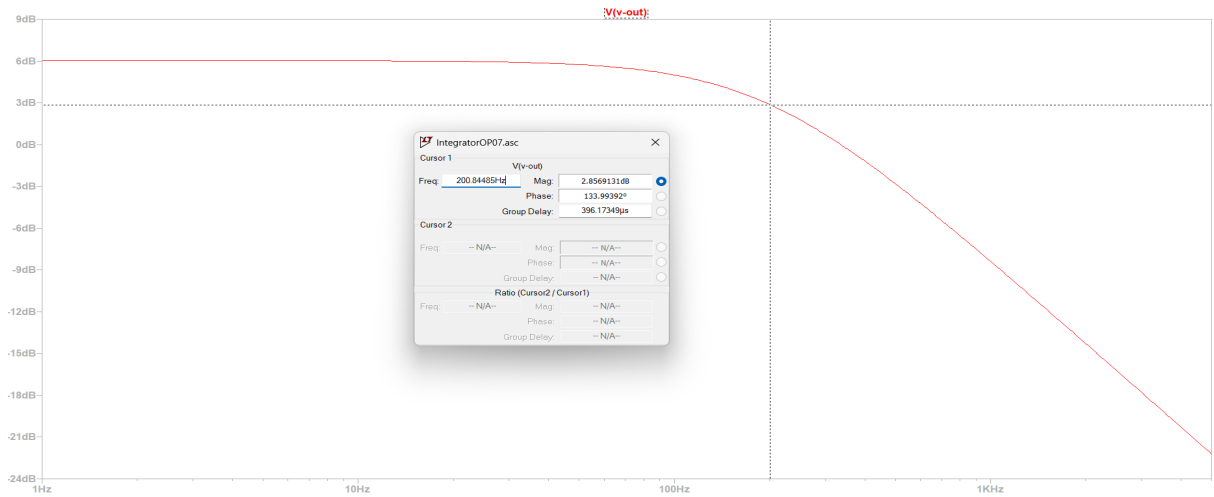 V(v-out)
9dB
6dB
3dB
0dB
-3dB
-6dB
-9dB
-12dB
-15dB
-18dB
-21dB
-24dB
1Hz 10Hz 100Hz 1KHz
IntegratorOP07.asc
Cursor 1
V(v-out)
Freq: 200.84485Hz Mag: 2.8569131dB
Phase: 133.99392°
Group Delay: 396.17349µs
Cursor 2
Freq: -- N/A-- Mag: -- N/A--
Phase: -- N/A--
Group Delay: -- N/A--
Ratio (Cursor2 / Cursor1)
Freq: -- N/A-- Mag: -- N/A--
Phase: -- N/A--
Group Delay: -- N/A--